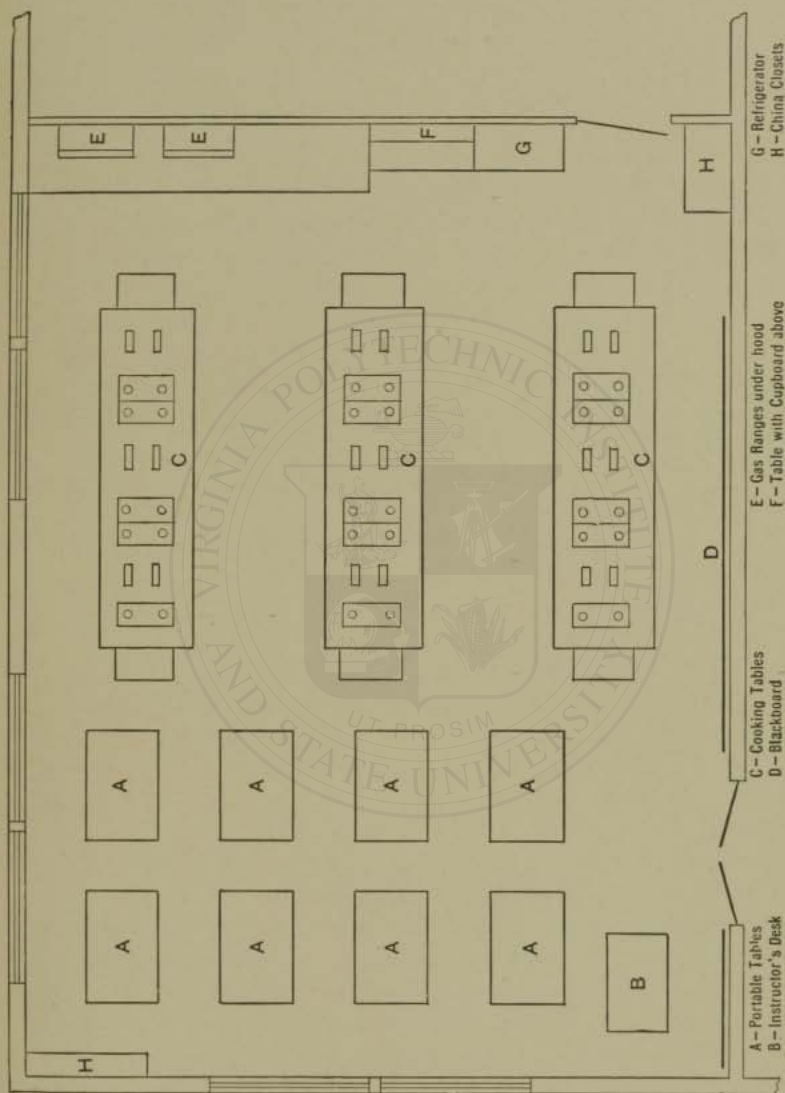 E
E
F
G
H
C
C
C
D
A
A
A
A
A
A
A
A
B
H
A – Portable Tables
B – Instructor's Desk
C – Cooking Tables
D – Blackboard
E – Gas Ranges under hood
F – Table with Cupboard above
G – Refrigerator
H – China Closets
VIRGINIA POLYTECHNIC INSTITUTE
AND STATE UNIVERSITY
UT PROSIM